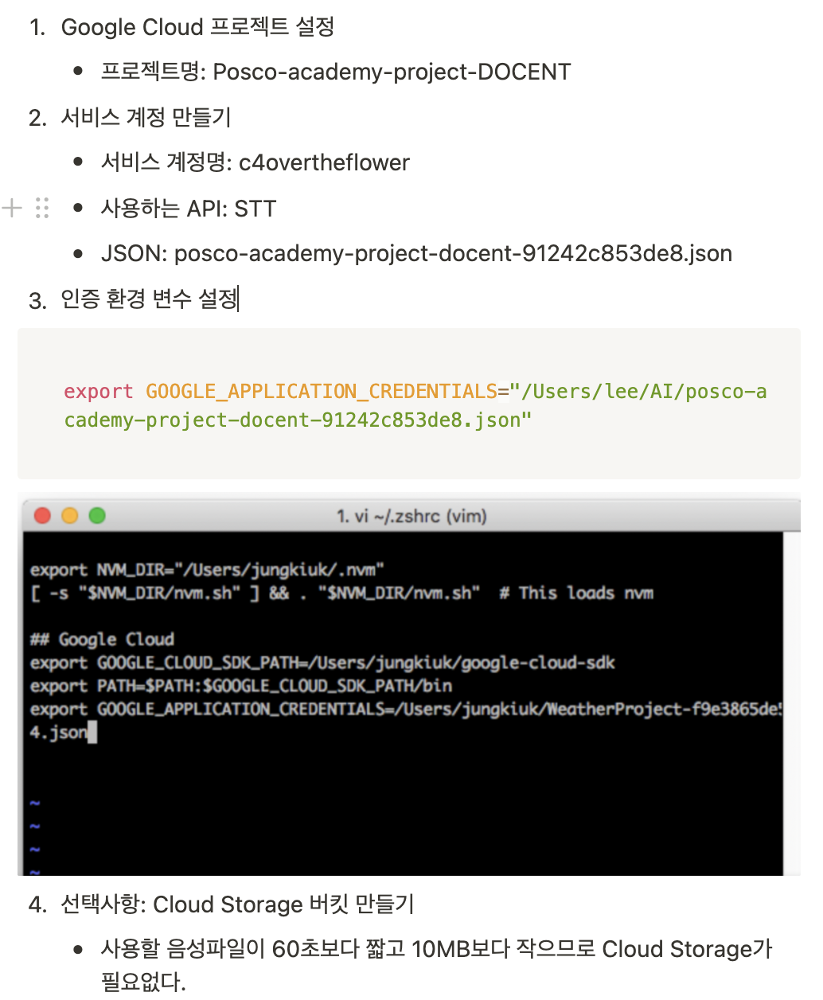 1. Google Cloud 프로젝트 설정
• 프로젝트명: Posco-academy-project-DOCENT
2. 서비스 계정 만들기
• 서비스 계정명: c4overtheflower
• 사용하는 API: STT
• JSON: posco-academy-project-docent-91242c853de8.json
3. 인증 환경 변수 설정
export GOOGLE_APPLICATION_CREDENTIALS="/Users/lee/AI/posco-a
cademy-project-docent-91242c853de8.json"
1. vi ~/.zshrc (vim)
export NVM_DIR="/Users/jungkiuk/.nvm"
[ -s "$NVM_DIR/nvm.sh" ] && . "$NVM_DIR/nvm.sh"  # This loads nvm
## Google Cloud
export GOOGLE_CLOUD_SDK_PATH=/Users/jungkiuk/google-cloud-sdk
export PATH=$PATH:$GOOGLE_CLOUD_SDK_PATH/bin
export GOOGLE_APPLICATION_CREDENTIALS=/Users/jungkiuk/WeatherProject-f9e3865de5
4.json
~
~
~
~
4. 선택사항: Cloud Storage 버킷 만들기
• 사용할 음성파일이 60초보다 짧고 10MB보다 작으므로 Cloud Storage가
필요없다.